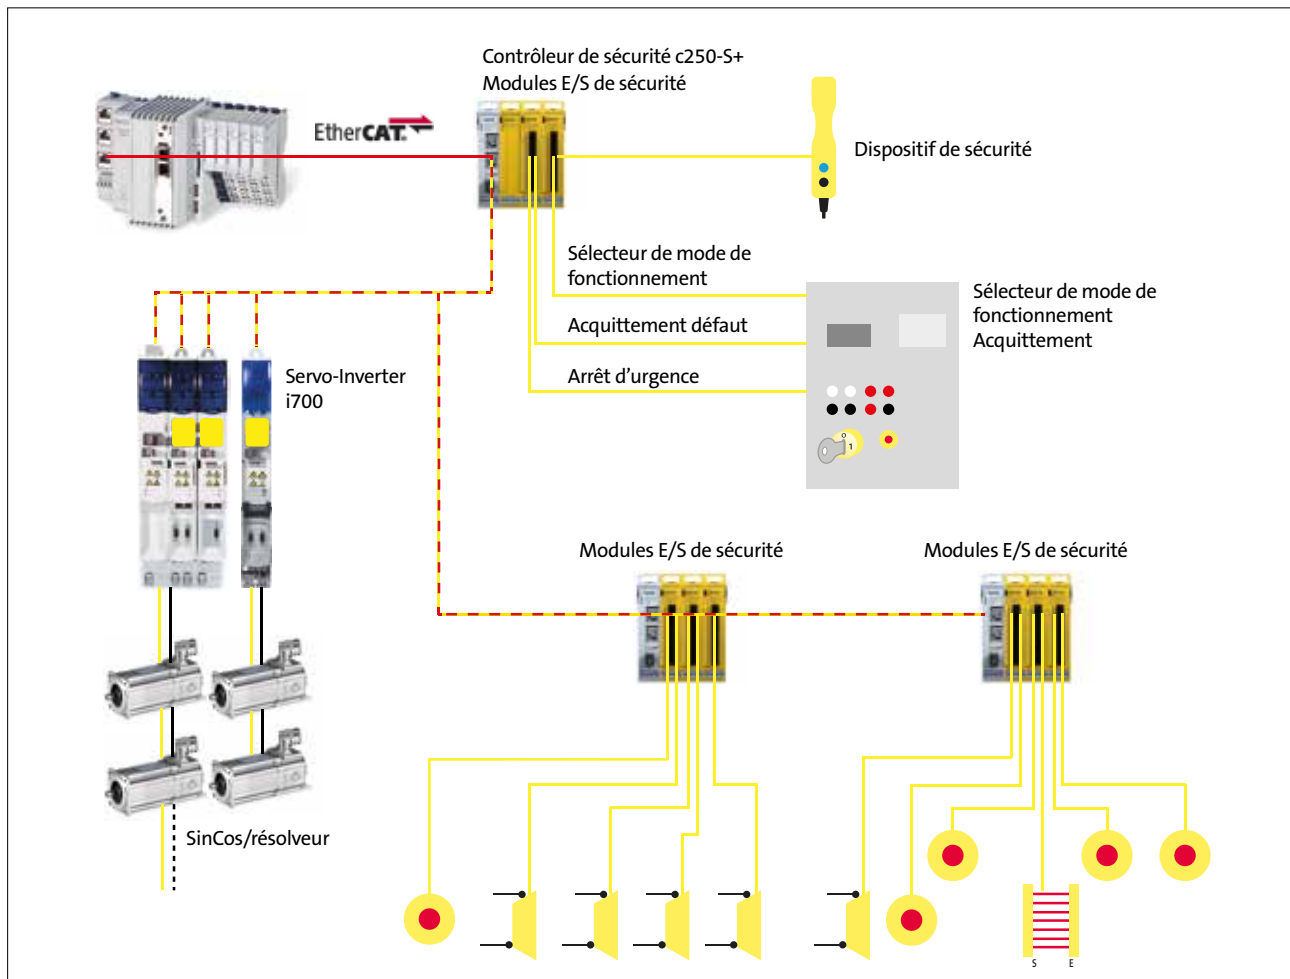 Contrôleur de sécurité c250-S+
Modules E/S de sécurité
EtherCAT®
Dispositif de sécurité
Sélecteur de mode de
fonctionnement
Sélecteur de mode de
fonctionnement
Acquittement
Acquittement défaut
Arrêt d’urgence
Servo-Inverter
i700
O
1
Modules E/S de sécurité
Modules E/S de sécurité
SinCos/résolveur
S E